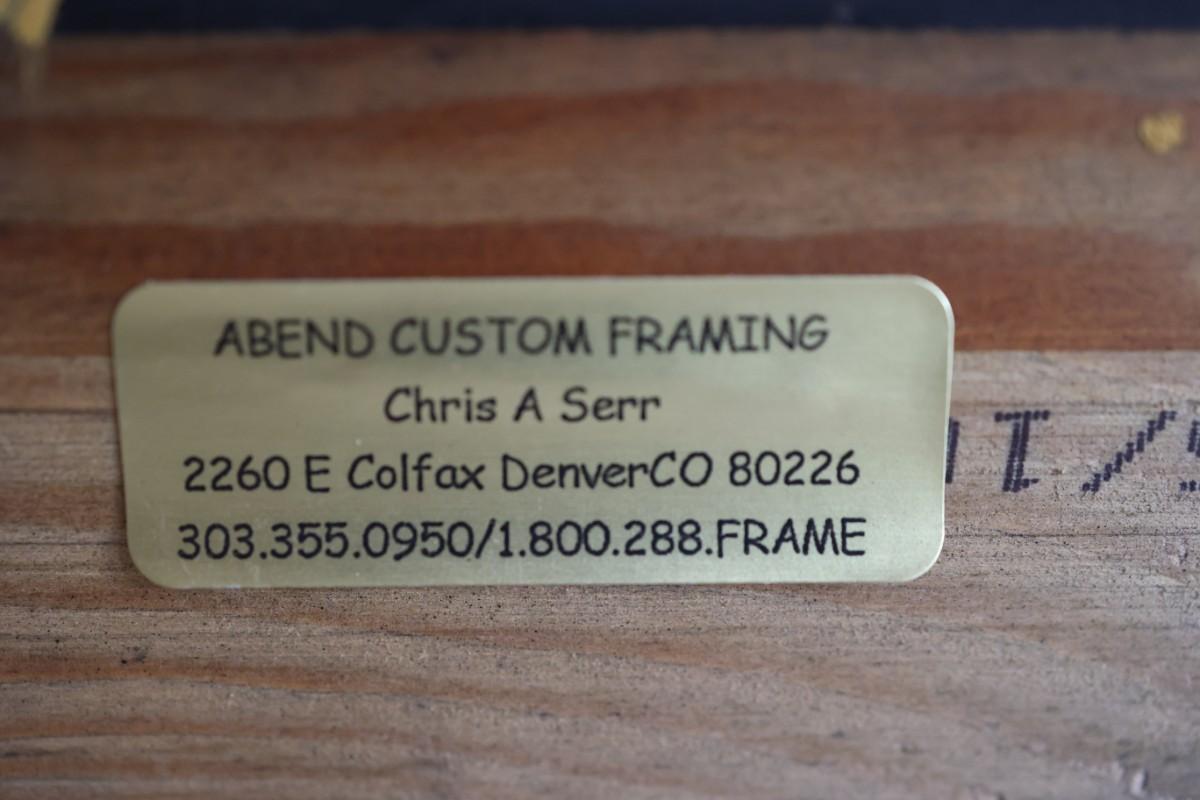 ABEND CUSTOM FRAMING
Chris A Serr
2260 E Colfax DenverCO 80226
303.355.0950/1.800.288.FRAME